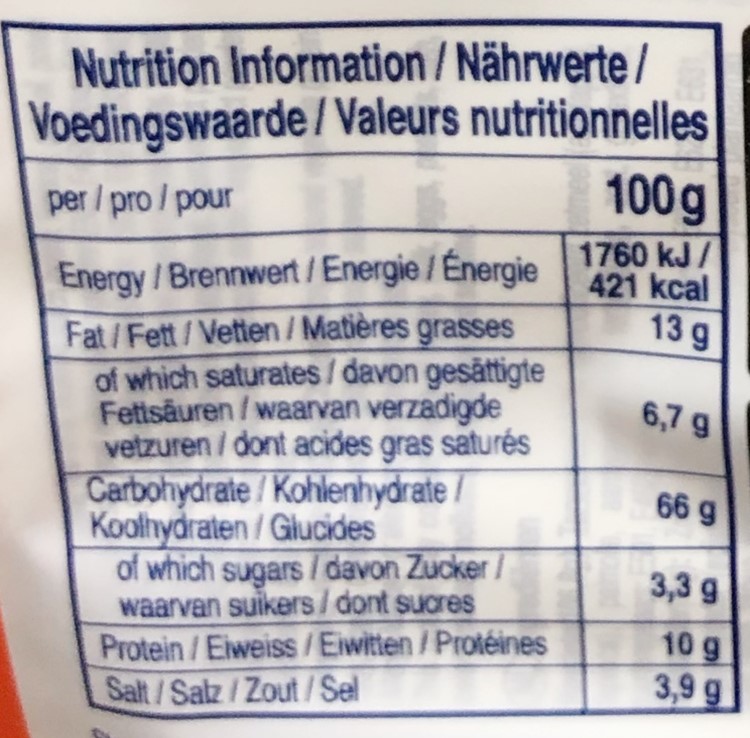 Nutrition Information / Nährwerte /
Voedingswaarde / Valeurs nutritionnelles
per / pro / pour 100g
Energy / Brennwert / Energie / Énergie 1760 kJ / 421 kcal
Fat / Fett / Vetten / Matières grasses 13 g
of which saturates / davon gesättigte
Fettsäuren / waarvan verzadigde 6,7 g
vetzuren / dont acides gras saturés
Carbohydrate / Kohlenhydrate / 66 g
Koolhydraten / Glucides
of which sugars / davon Zucker / 3,3 g
waarvan suikers / dont sucres
Protein / Eiweiss / Eiwitten / Protéines 10 g
Salt / Salz / Zout / Sel 3,9 g